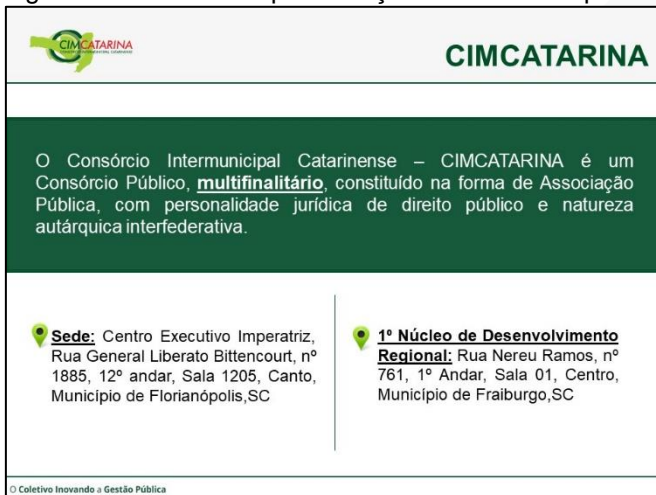 CIMCATARINA
CIMCATARINA
O Consórcio Intermunicipal Catarinense – CIMCATARINA é um
Consórcio Público, multifinalitário, constituído na forma de Associação
Pública, com personalidade jurídica de direito público e natureza
autárquica interfederativa.
Sede: Centro Executivo Imperatriz,
Rua General Liberato Bittencourt, nº
1885, 12º andar, Sala 1205, Canto,
Município de Florianópolis,SC
1º Núcleo de Desenvolvimento
Regional: Rua Nereu Ramos, nº
761, 1º Andar, Sala 01, Centro,
Município de Fraiburgo,SC
O Coletivo Inovando a Gestão Pública